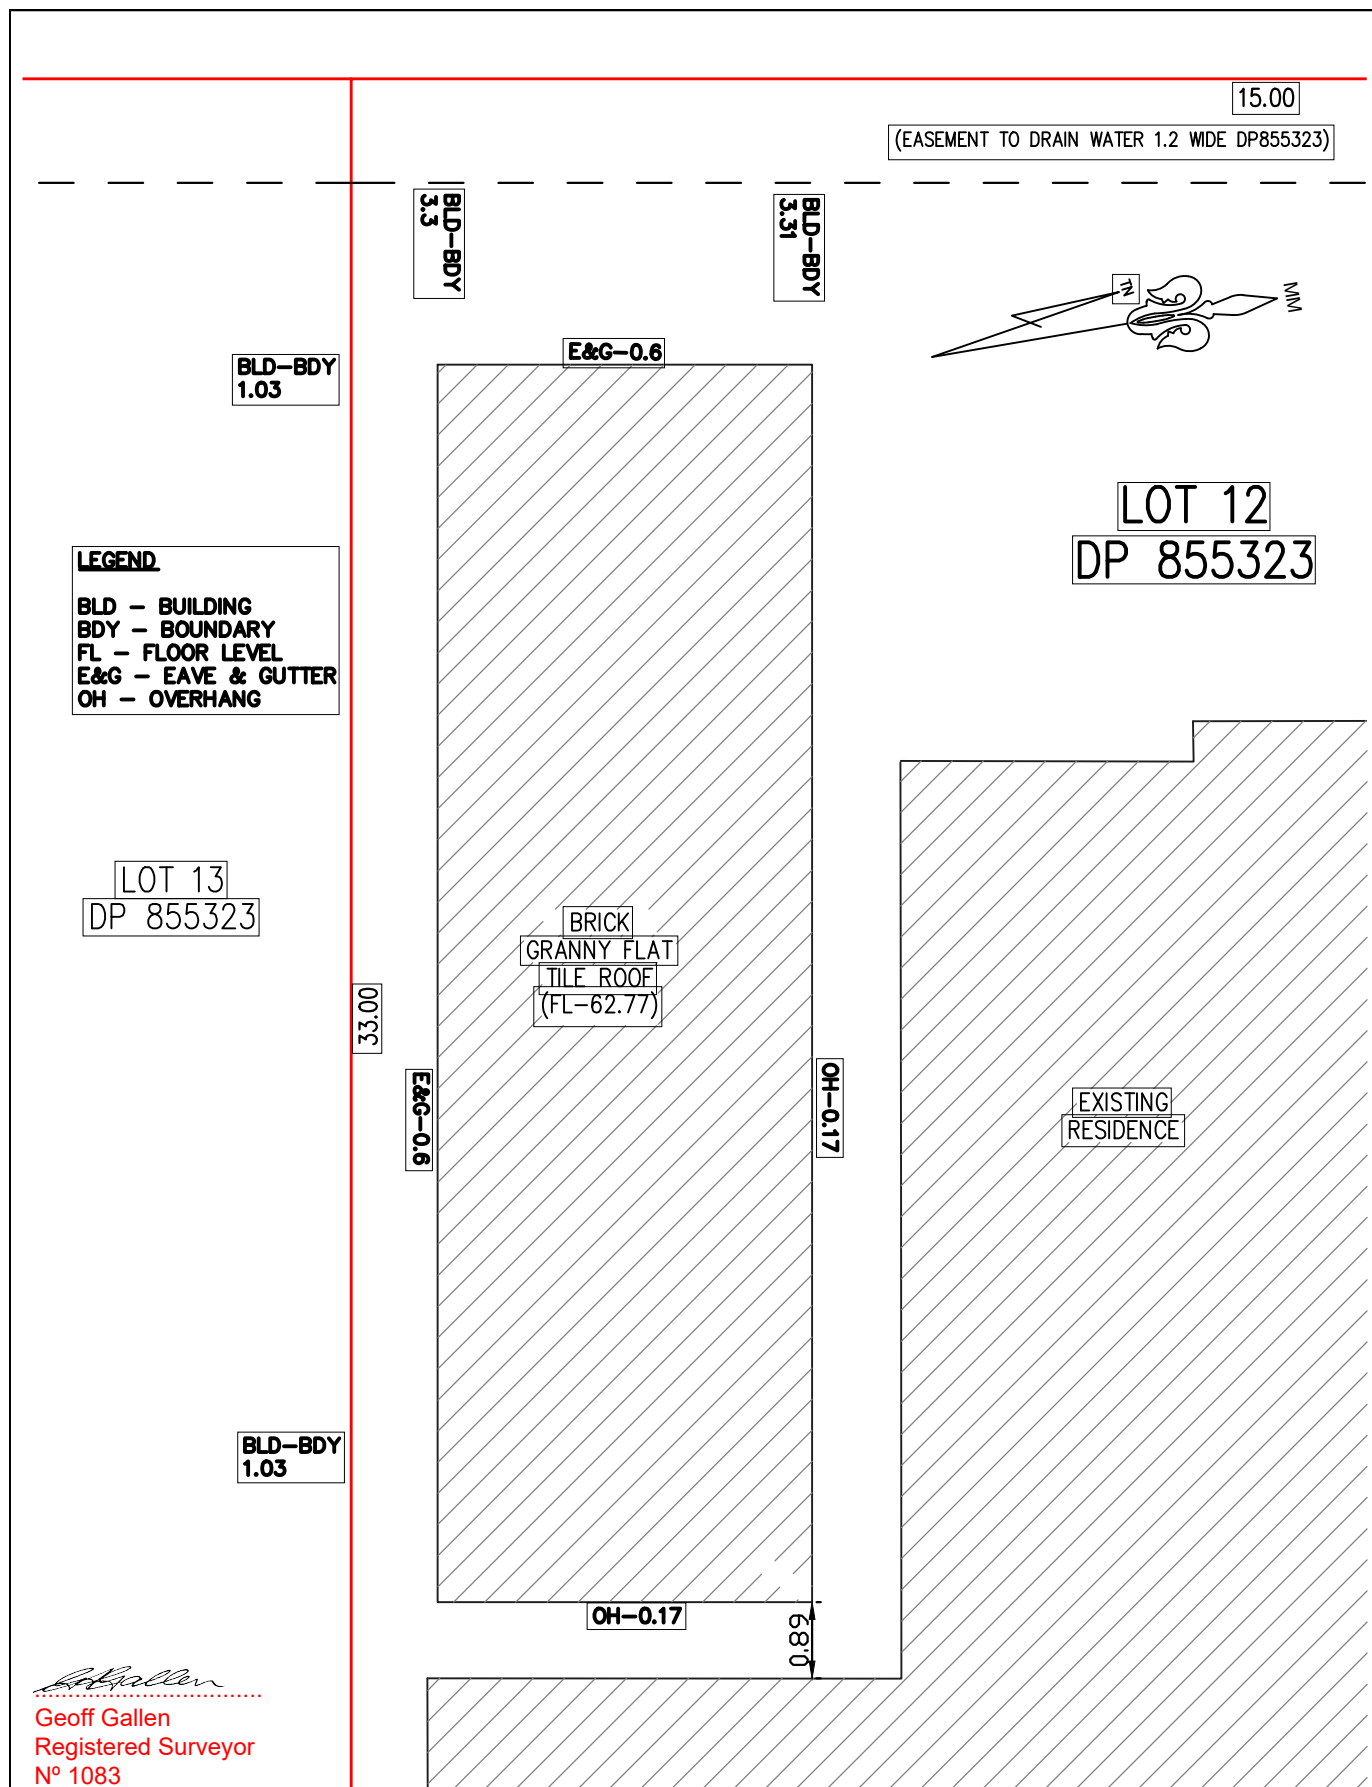 15.00
(EASEMENT TO DRAIN WATER 1.2 WIDE DP855323)
BLD-BDY
3.3
BLD-BDY
3.31
TN
MM
E&G-0.6
BLD-BDY
1.03
LOT 12
DP 855323
LEGEND
BLD - BUILDING
BDY - BOUNDARY
FL - FLOOR LEVEL
E&G - EAVE & GUTTER
OH - OVERHANG
LOT 13
DP 855323
BRICK
GRANNY FLAT
TILE ROOF
(FL-62.77)
33.00
E&G-0.6
OH-0.17
EXISTING
RESIDENCE
BLD-BDY
1.03
OH-0.17
0.89
Geoff Gallen
Registered Surveyor
Nº 1083